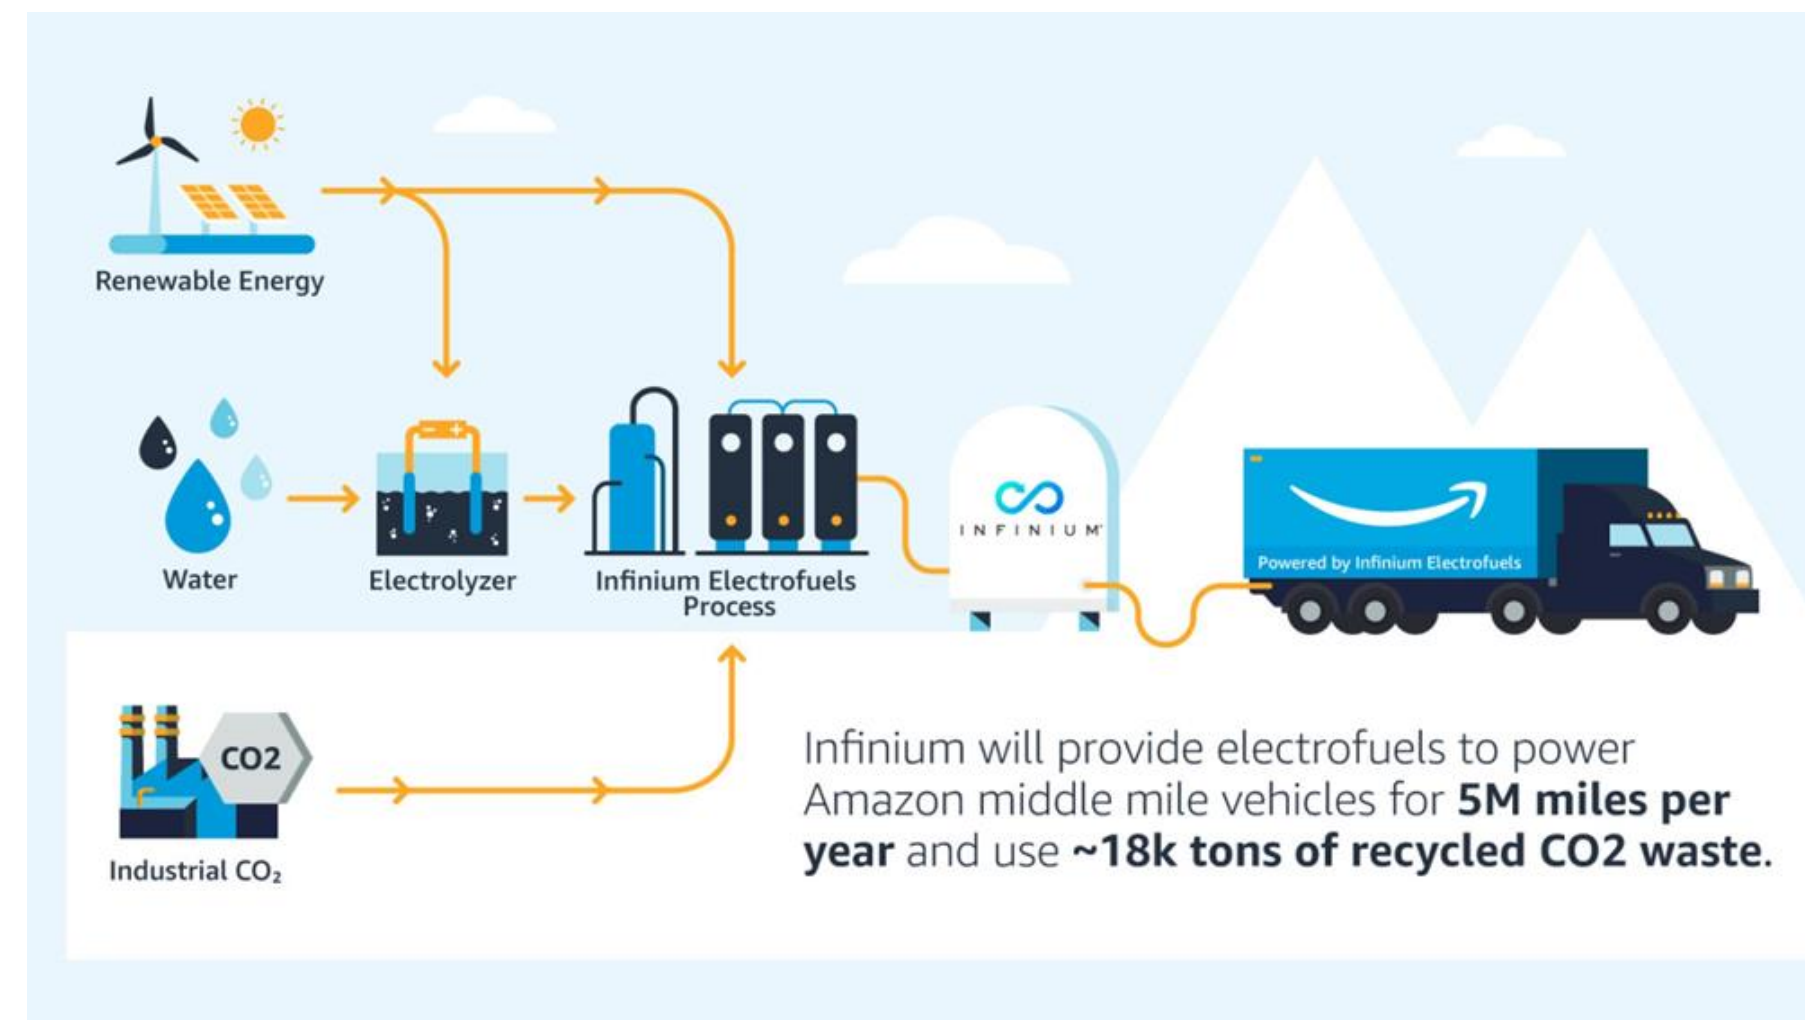 Renewable Energy
Water
Electrolyzer
Infinium Electrofuels
Process
INFINIUM
Powered by Infinium Electrofuels
CO2
Industrial CO₂
Infinium will provide electrofuels to power
Amazon middle mile vehicles for 5M miles per
year and use ~18k tons of recycled CO2 waste.